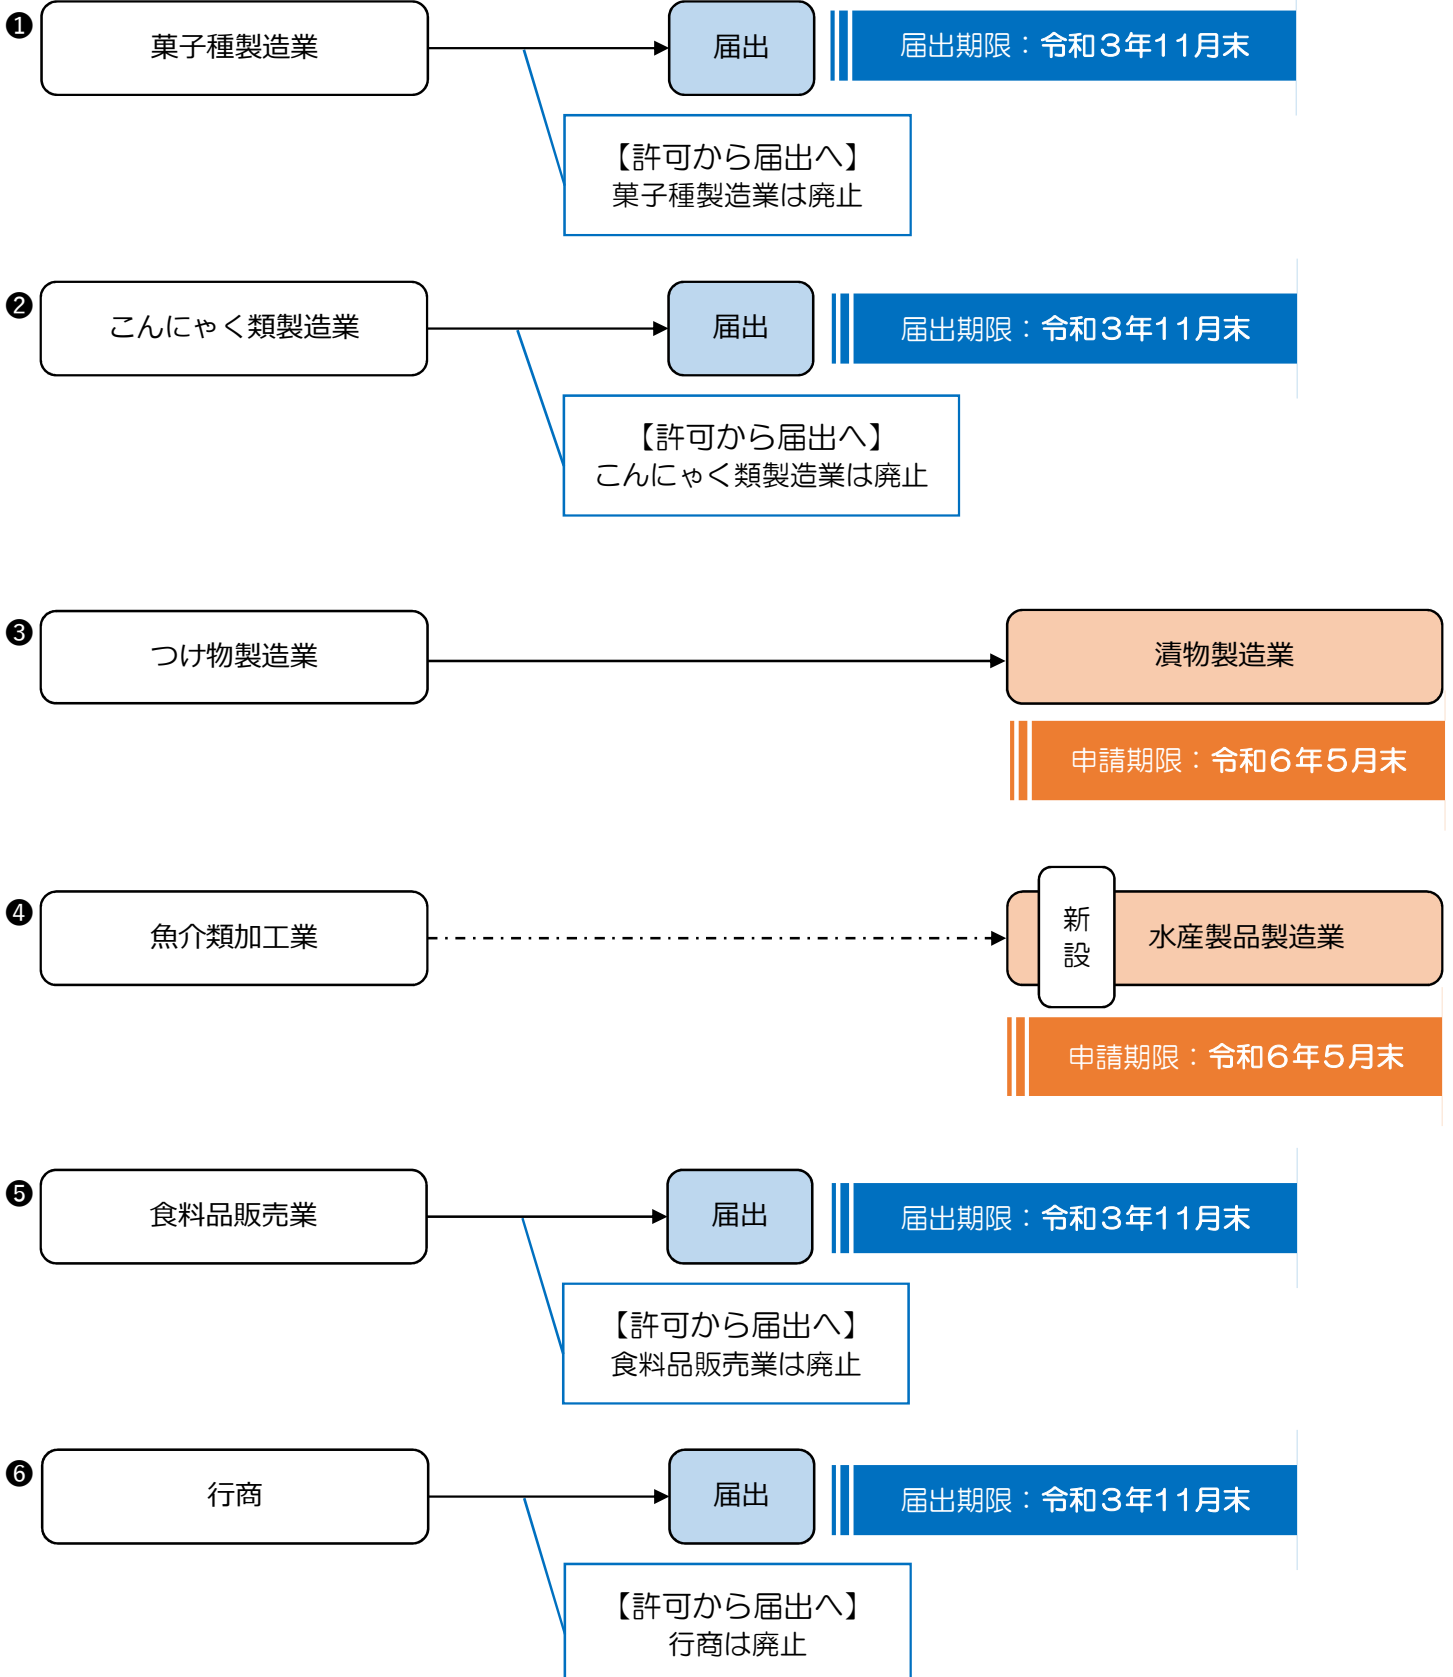 ❶
菓子種製造業
届出
届出期限：令和３年11月末
【許可から届出へ】
菓子種製造業は廃止
❷
こんにゃく類製造業
届出
届出期限：令和３年11月末
【許可から届出へ】
こんにゃく類製造業は廃止
❸
つけ物製造業
漬物製造業
申請期限：令和６年５月末
❹
魚介類加工業
新設
水産製品製造業
申請期限：令和６年５月末
❺
食料品販売業
届出
届出期限：令和３年11月末
【許可から届出へ】
食料品販売業は廃止
❻
行商
届出
届出期限：令和３年11月末
【許可から届出へ】
行商は廃止